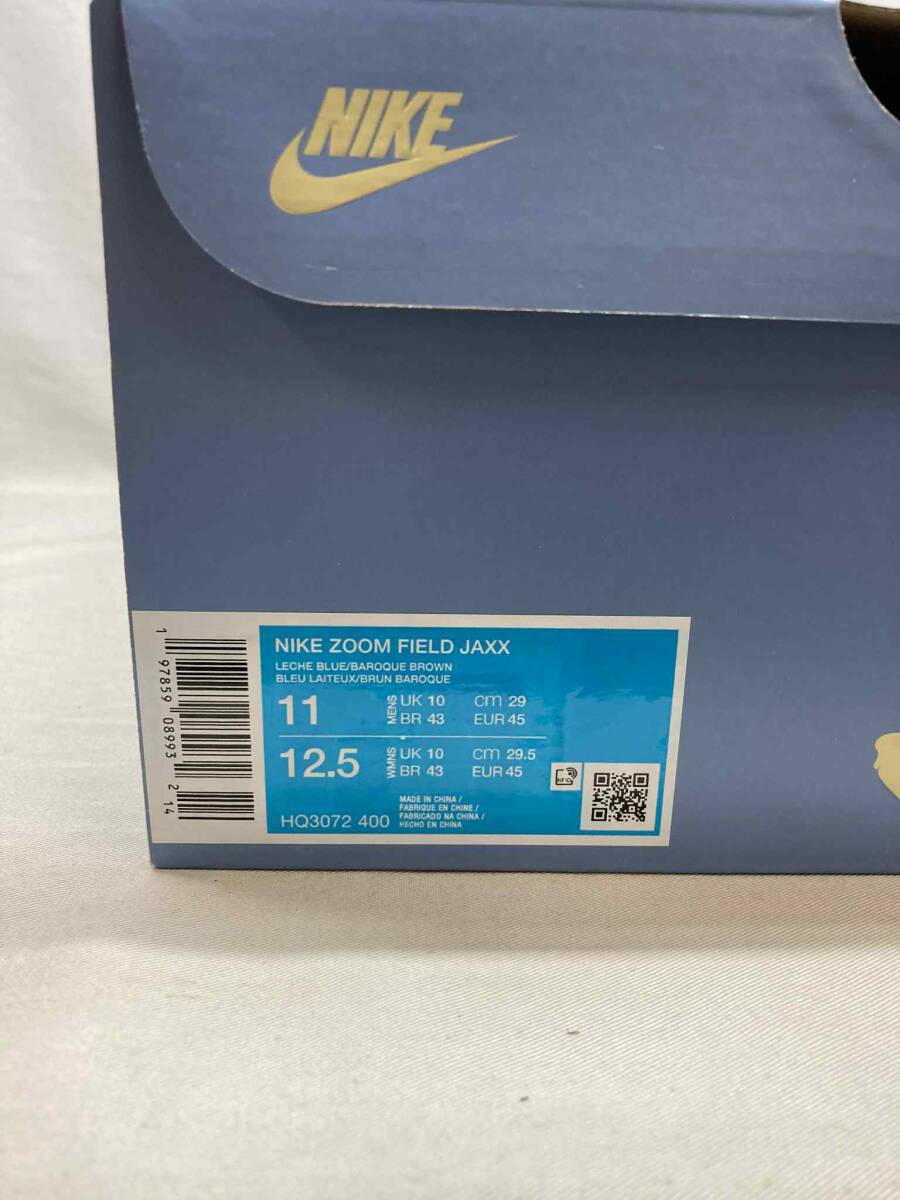 NIKE
NIKE ZOOM FIELD JAXX
LECHE BLUE/BAROQUE BROWN
BLEU LAITEUX/BRUN BAROQUE
11 MENS UK 10 cm 29
BR 43 EUR 45
12.5 WMNS UK 10 cm 29.5
BR 43 EUR 45
RFID
HQ3072 400
MADE IN CHINA /
FABRIQUE EN CHINE /
FABRICADO NA CHINA /
HECHO EN CHINA
1 97859 08993 2 14